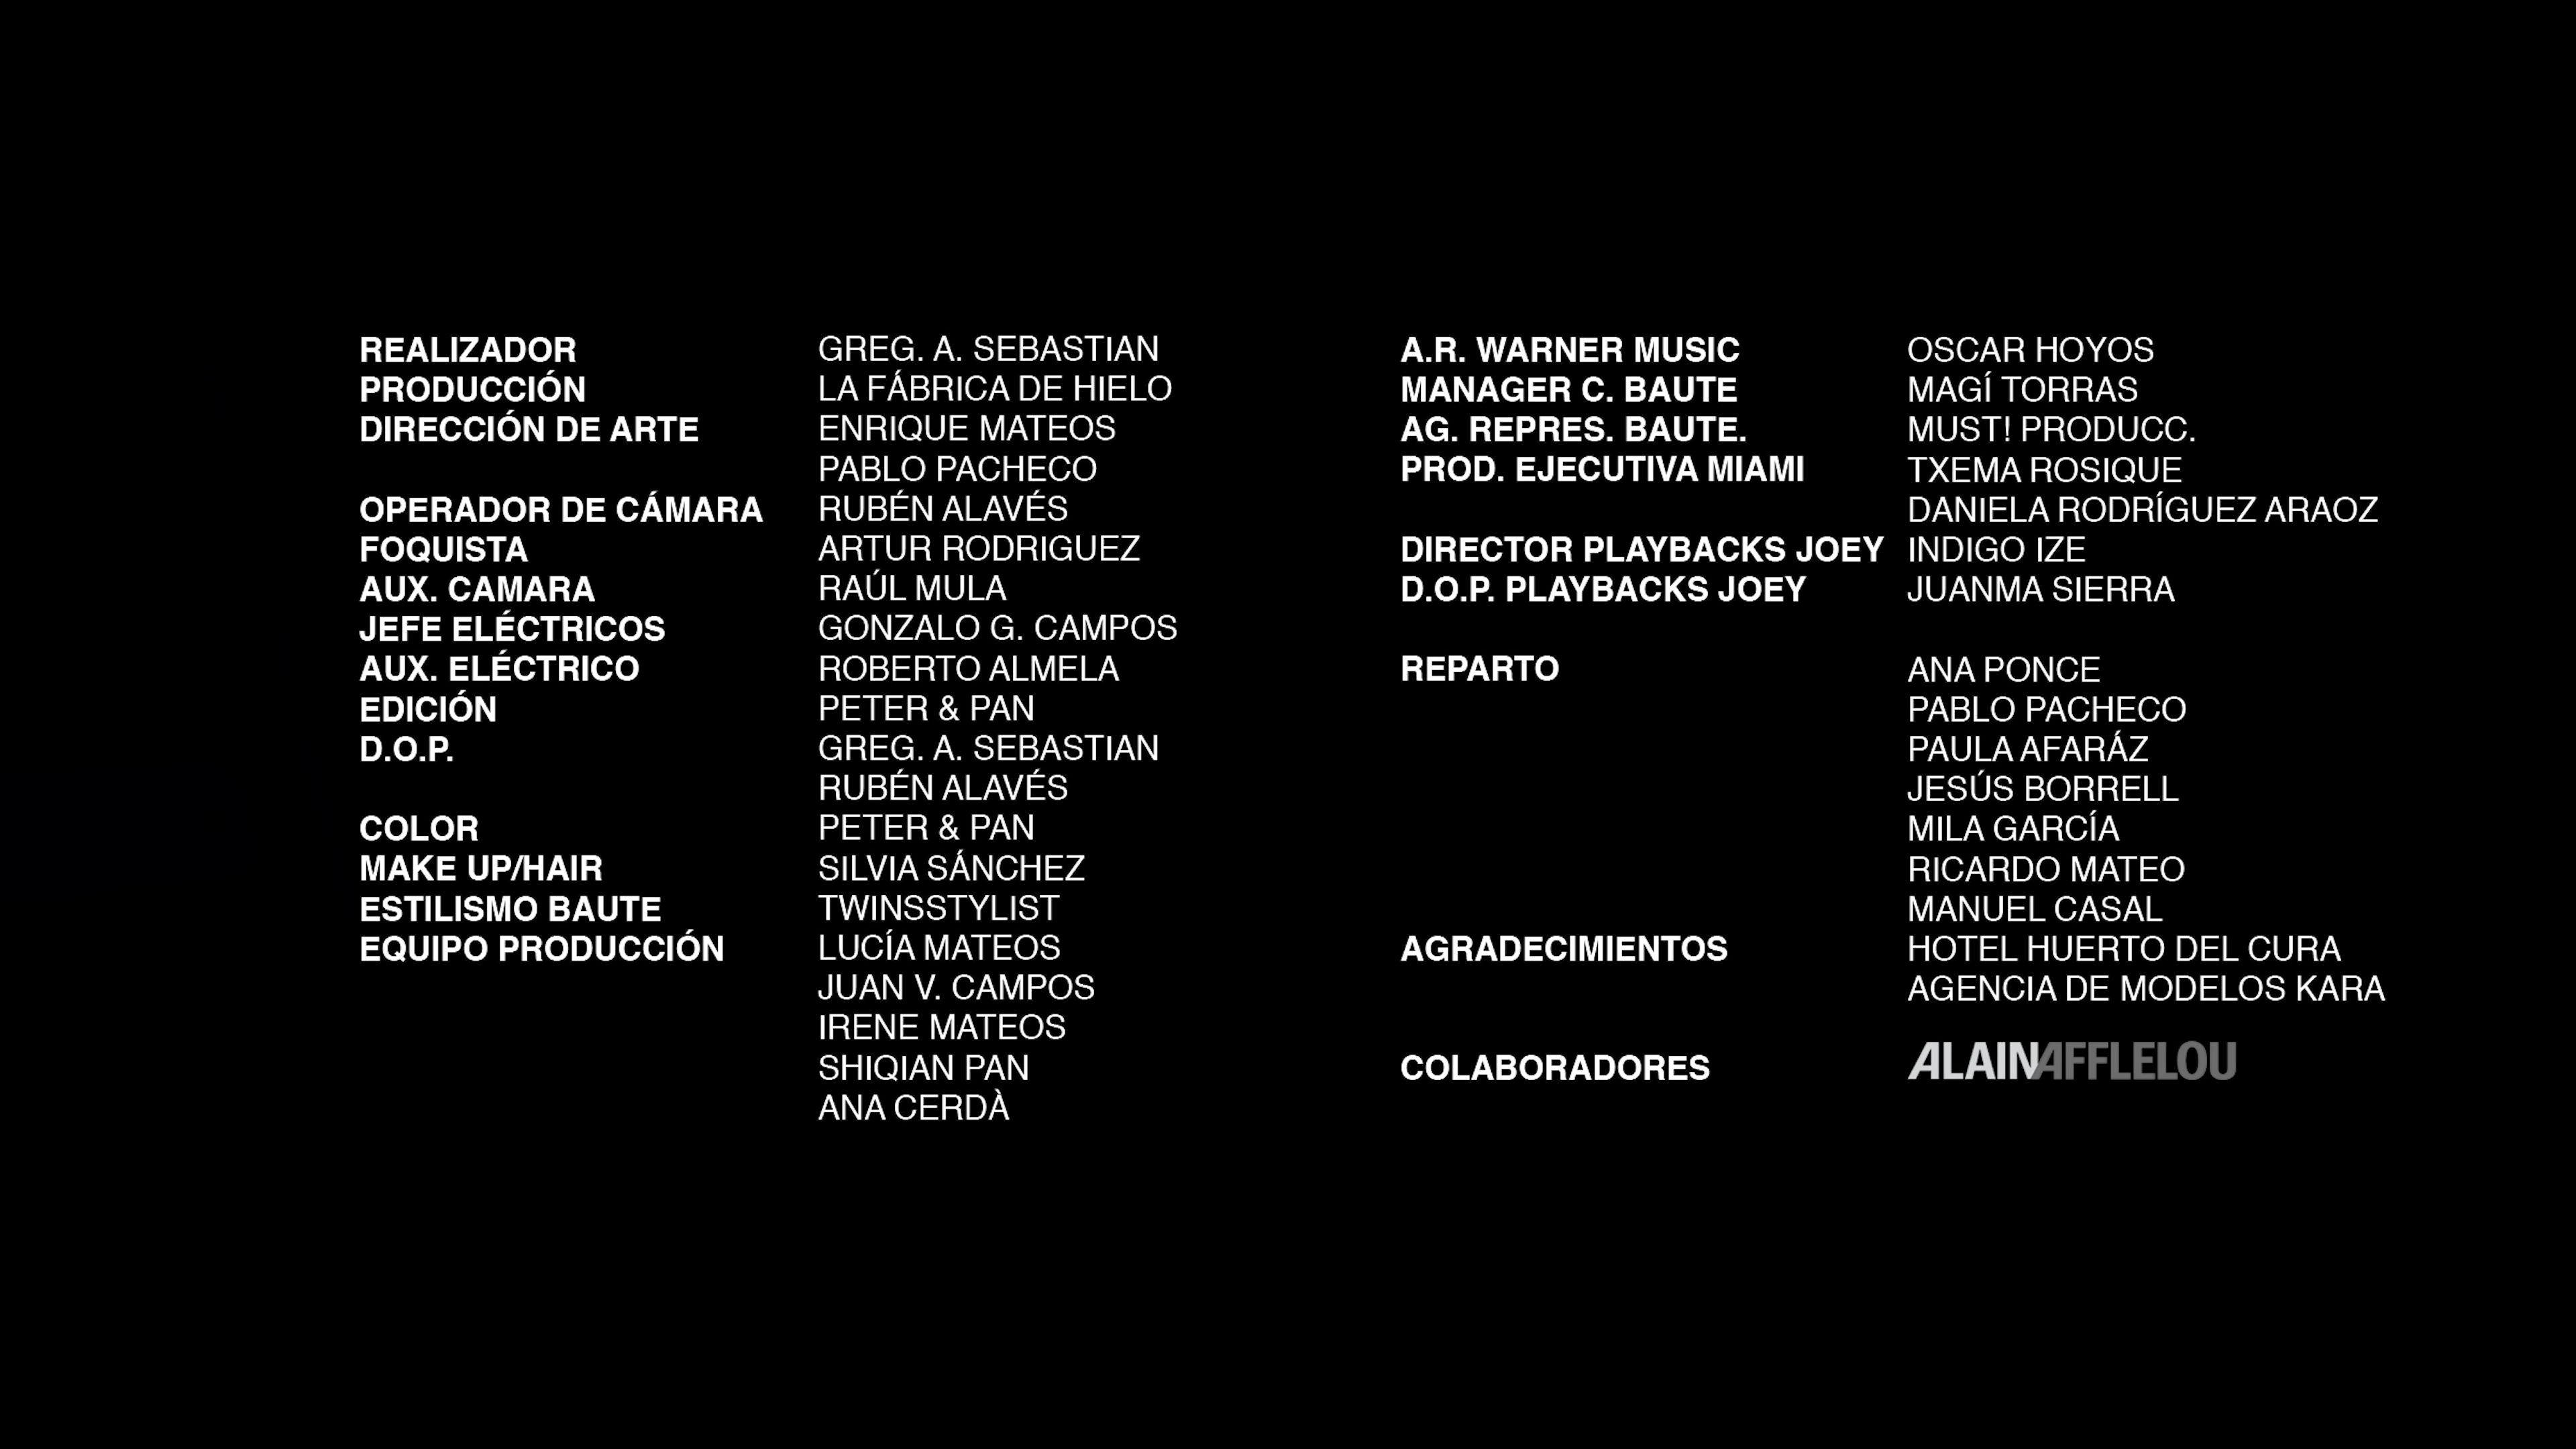 REALIZADOR GREG. A. SEBASTIAN
PRODUCCIÓN LA FÁBRICA DE HIELO
DIRECCIÓN DE ARTE ENRIQUE MATEOS
PABLO PACHECO
OPERADOR DE CÁMARA RUBÉN ALAVÉS
FOQUISTA ARTUR RODRIGUEZ
AUX. CAMARA RAÚL MULA
JEFE ELÉCTRICOS GONZALO G. CAMPOS
AUX. ELÉCTRICO ROBERTO ALMELA
EDICIÓN PETER & PAN
D.O.P. GREG. A. SEBASTIAN
RUBÉN ALAVÉS
COLOR PETER & PAN
MAKE UP/HAIR SILVIA SÁNCHEZ
ESTILISMO BAUTE TWINSSTYLIST
EQUIPO PRODUCCIÓN LUCÍA MATEOS
JUAN V. CAMPOS
IRENE MATEOS
SHIQIAN PAN
ANA CERDÀ
A.R. WARNER MUSIC OSCAR HOYOS
MANAGER C. BAUTE MAGÍ TORRAS
AG. REPRES. BAUTE. MUST! PRODUCC.
PROD. EJECUTIVA MIAMI TXEMA ROSIQUE
DANIELA RODRÍGUEZ ARAOZ
DIRECTOR PLAYBACKS JOEY INDIGO IZE
D.O.P. PLAYBACKS JOEY JUANMA SIERRA
REPARTO ANA PONCE
PABLO PACHECO
PAULA AFARÁZ
JESÚS BORRELL
MILA GARCÍA
RICARDO MATEO
MANUEL CASAL
AGRADECIMIENTOS HOTEL HUERTO DEL CURA
AGENCIA DE MODELOS KARA
COLABORADORES ALAINAFFLELOU